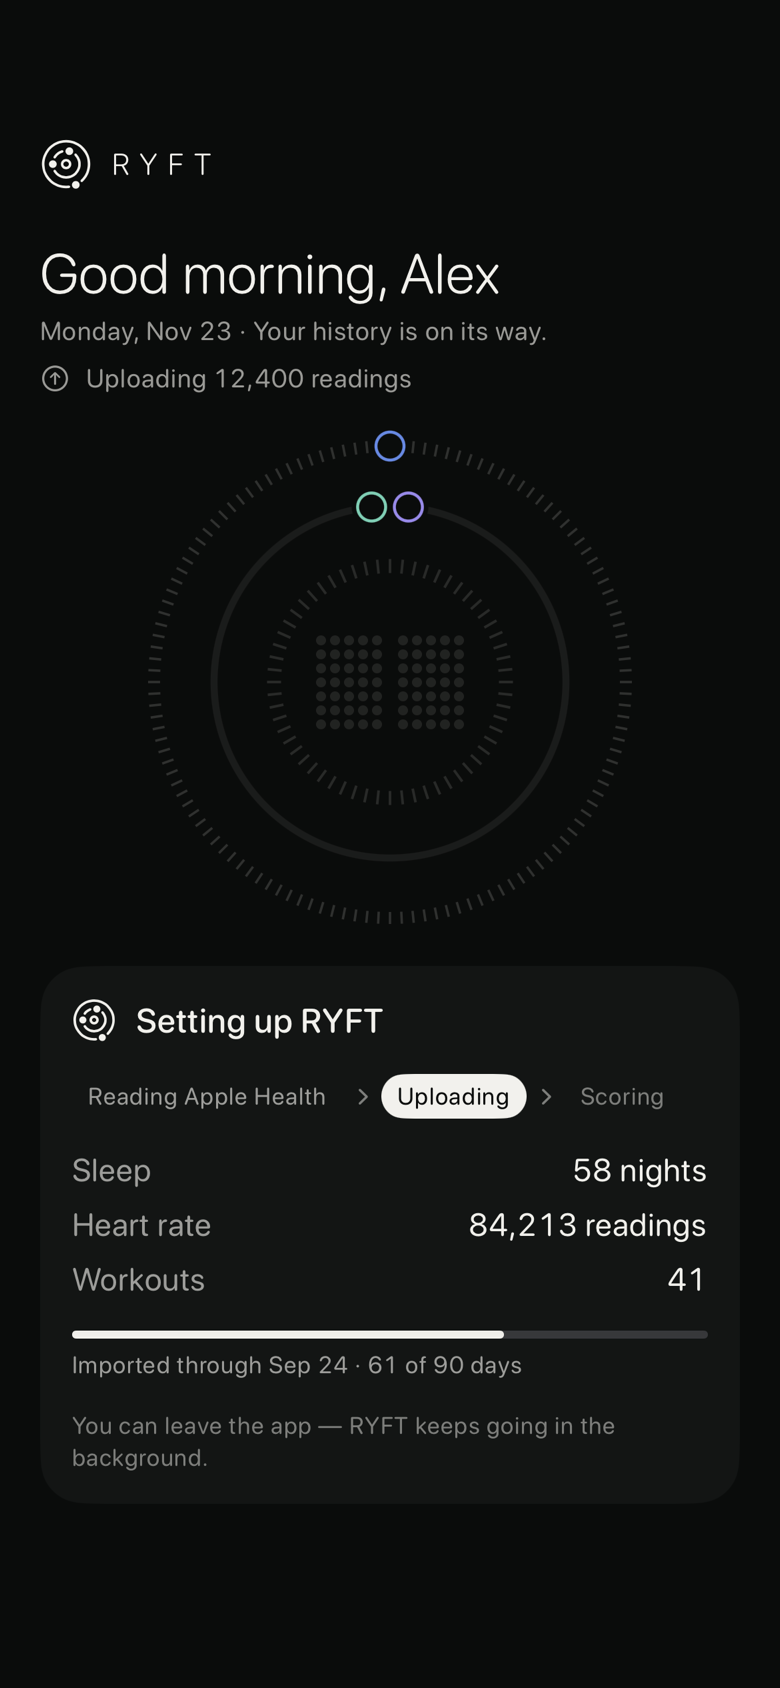 RYFT
Good morning, Alex
Monday, Nov 23 · Your history is on its way.
Uploading 12,400 readings
Setting up RYFT
Reading Apple Health > Uploading > Scoring
Sleep 58 nights
Heart rate 84,213 readings
Workouts 41
Imported through Sep 24 · 61 of 90 days
You can leave the app — RYFT keeps going in the
background.